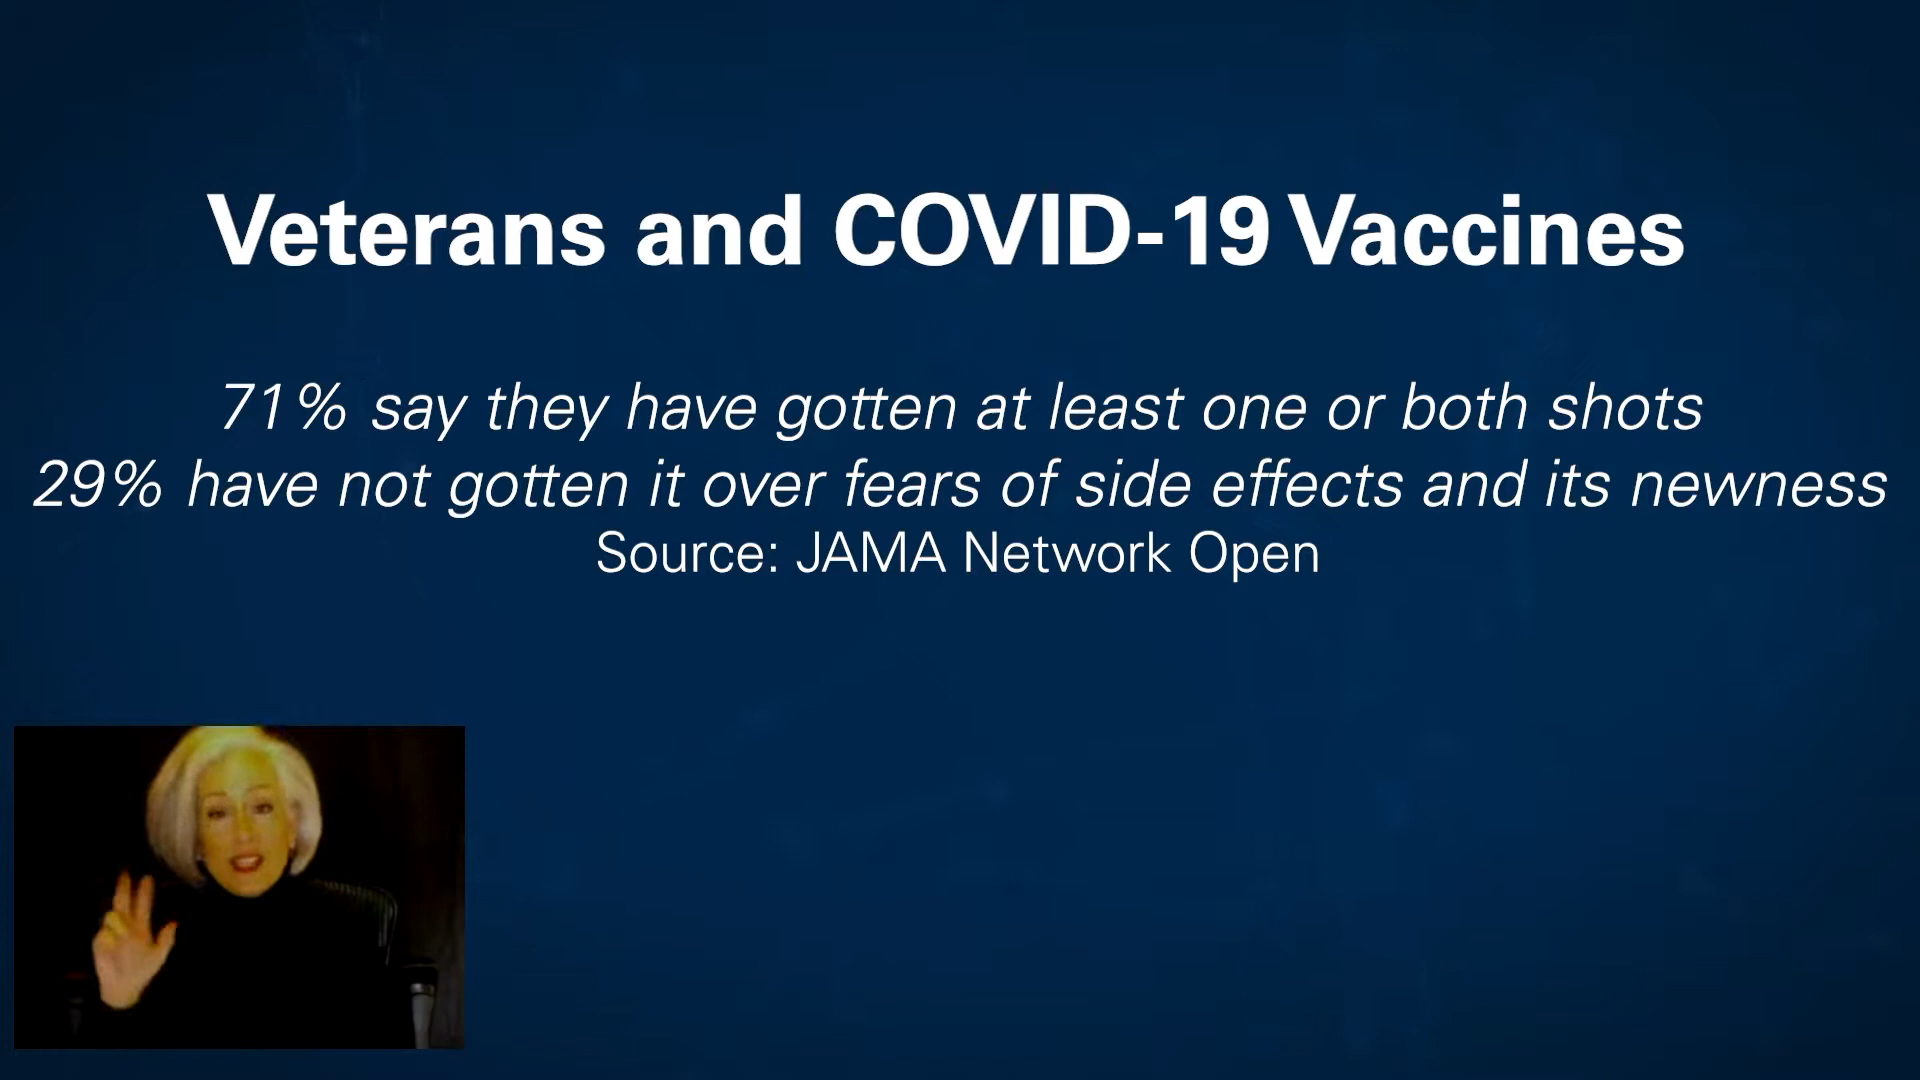 Veterans and COVID-19 Vaccines
71% say they have gotten at least one or both shots
29% have not gotten it over fears of side effects and its newness
Source: JAMA Network Open